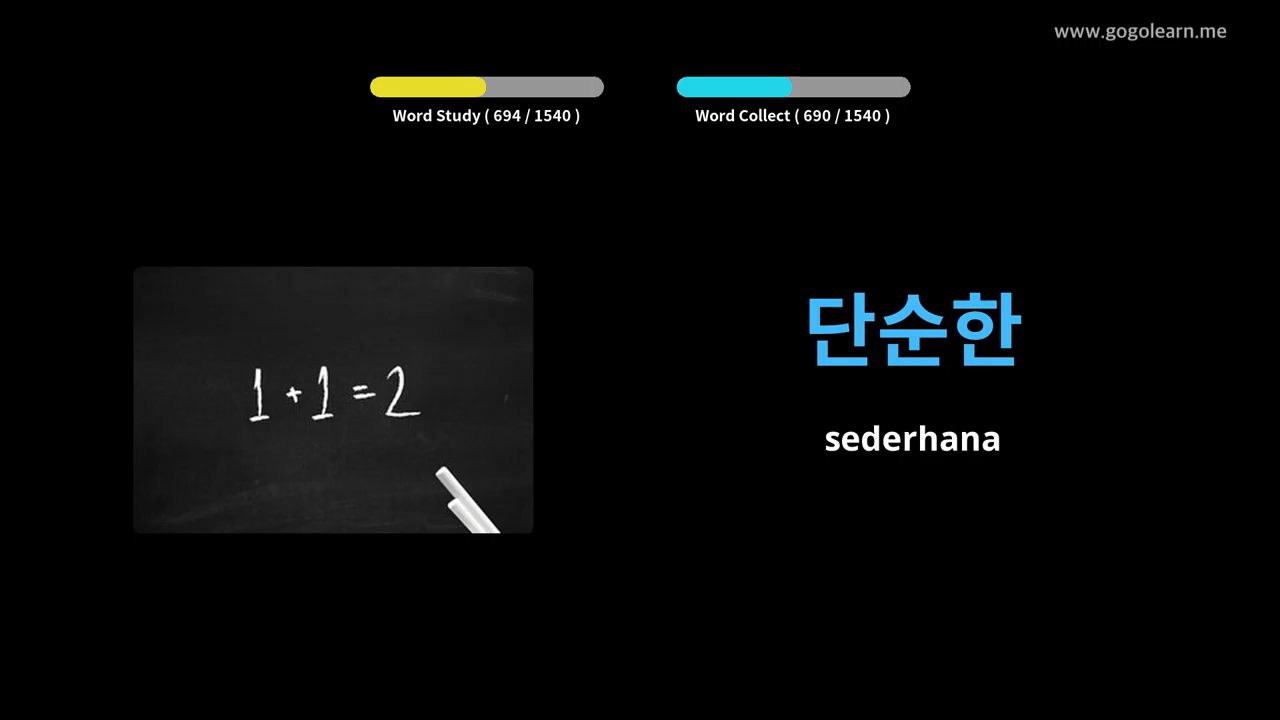 www.gogolearn.me
Word Study ( 694 / 1540 )
Word Collect ( 690 / 1540 )
1 + 1 = 2
단순한
sederhana